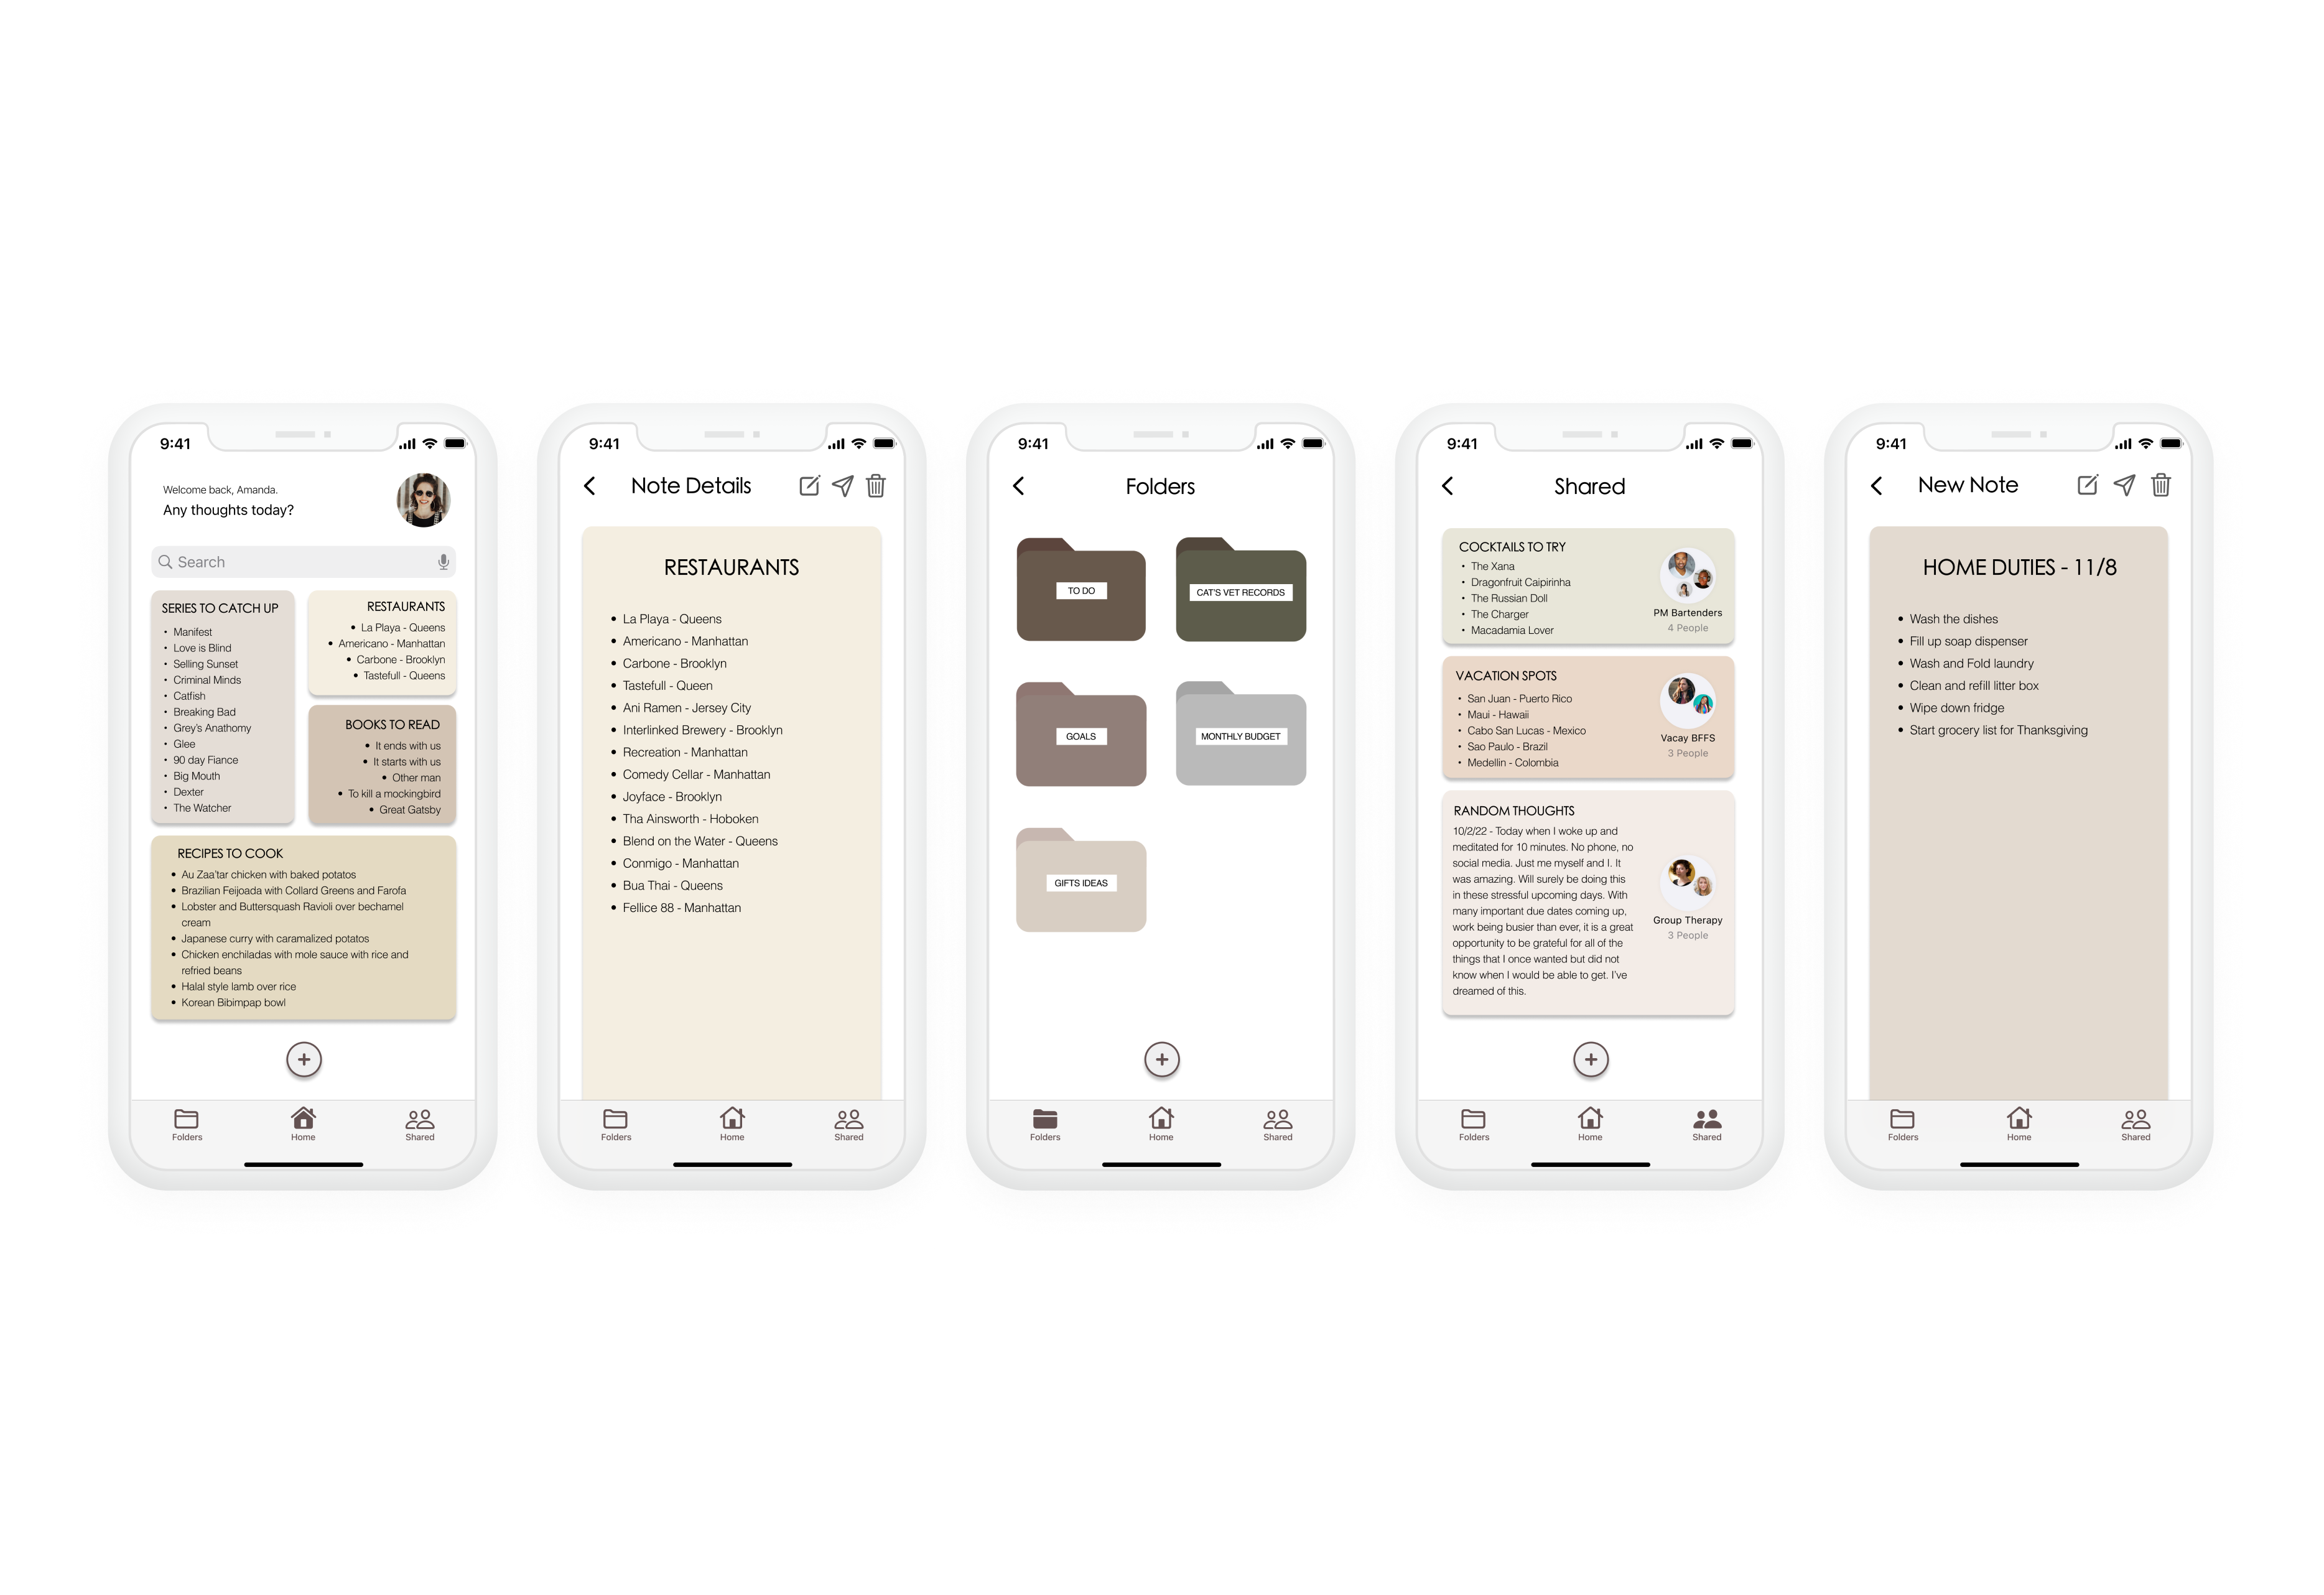 9:41
Welcome back, Amanda.
Any thoughts today?
Search
SERIES TO CATCH UP
• Manifest
• Love is Blind
• Selling Sunset
• Criminal Minds
• Catfish
• Breaking Bad
• Grey's Anathomy
• Glee
• 90 day Fiance
• Big Mouth
• Dexter
• The Watcher
RESTAURANTS
• La Playa - Queens
• Americano - Manhattan
• Carbone - Brooklyn
• Tastefull - Queens
BOOKS TO READ
• It ends with us
• It starts with us
• Other man
• To kill a mockingbird
• Great Gatsby
RECIPES TO COOK
• Au Zaa'tar chicken with baked potatos
• Brazilian Feijoada with Collard Greens and Farofa
• Lobster and Buttersquash Ravioli over bechamel
cream
• Japanese curry with caramalized potatos
• Chicken enchiladas with mole sauce with rice and
refried beans
• Halal style lamb over rice
• Korean Bibimpap bowl
Folders
Home
Shared
9:41
Note Details
RESTAURANTS
• La Playa - Queens
• Americano - Manhattan
• Carbone - Brooklyn
• Tastefull - Queen
• Ani Ramen - Jersey City
• Interlinked Brewery - Brooklyn
• Recreation - Manhattan
• Comedy Cellar - Manhattan
• Joyface - Brooklyn
• Tha Ainsworth - Hoboken
• Blend on the Water - Queens
• Conmigo - Manhattan
• Bua Thai - Queens
• Fellice 88 - Manhattan
Folders
Home
Shared
9:41
Folders
TO DO
CAT'S VET RECORDS
GOALS
MONTHLY BUDGET
GIFTS IDEAS
Folders
Home
Shared
9:41
Shared
COCKTAILS TO TRY
• The Xana
• Dragonfruit Caipirinha
• The Russian Doll
• The Charger
• Macadamia Lover
PM Bartenders
4 People
VACATION SPOTS
• San Juan - Puerto Rico
• Maui - Hawaii
• Cabo San Lucas - Mexico
• Sao Paulo - Brazil
• Medellin - Colombia
Vacay BFFS
3 People
RANDOM THOUGHTS
10/2/22 - Today when I woke up and
meditated for 10 minutes. No phone, no
social media. Just me myself and I. It
was amazing. Will surely be doing this
in these stressful upcoming days. With
many important due dates coming up,
work being busier than ever, it is a great
opportunity to be grateful for all of the
things that I once wanted but did not
know when I would be able to get. I've
dreamed of this.
Group Therapy
3 People
Folders
Home
Shared
9:41
New Note
HOME DUTIES - 11/8
• Wash the dishes
• Fill up soap dispenser
• Wash and Fold laundry
• Clean and refill litter box
• Wipe down fridge
• Start grocery list for Thanksgiving
Folders
Home
Shared